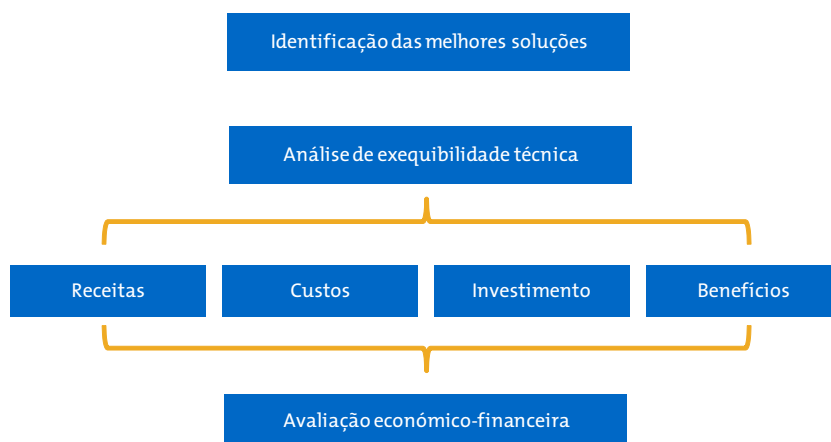 Identificação das melhores soluções
Análise de exequibilidade técnica
Receitas
Custos
Investimento
Benefícios
Avaliação económico-financeira